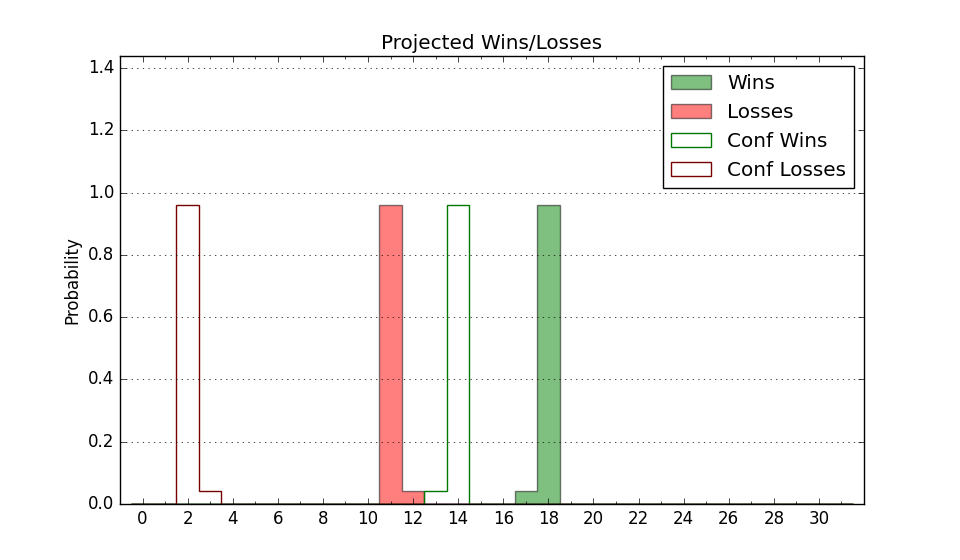 Projected Wins/Losses
1.4
1.2
1.0
0.8
0.6
0.4
0.2
0.0
Probability
Wins
Losses
Conf Wins
Conf Losses
0 2 4 6 8 10 12 14 16 18 20 22 24 26 28 30